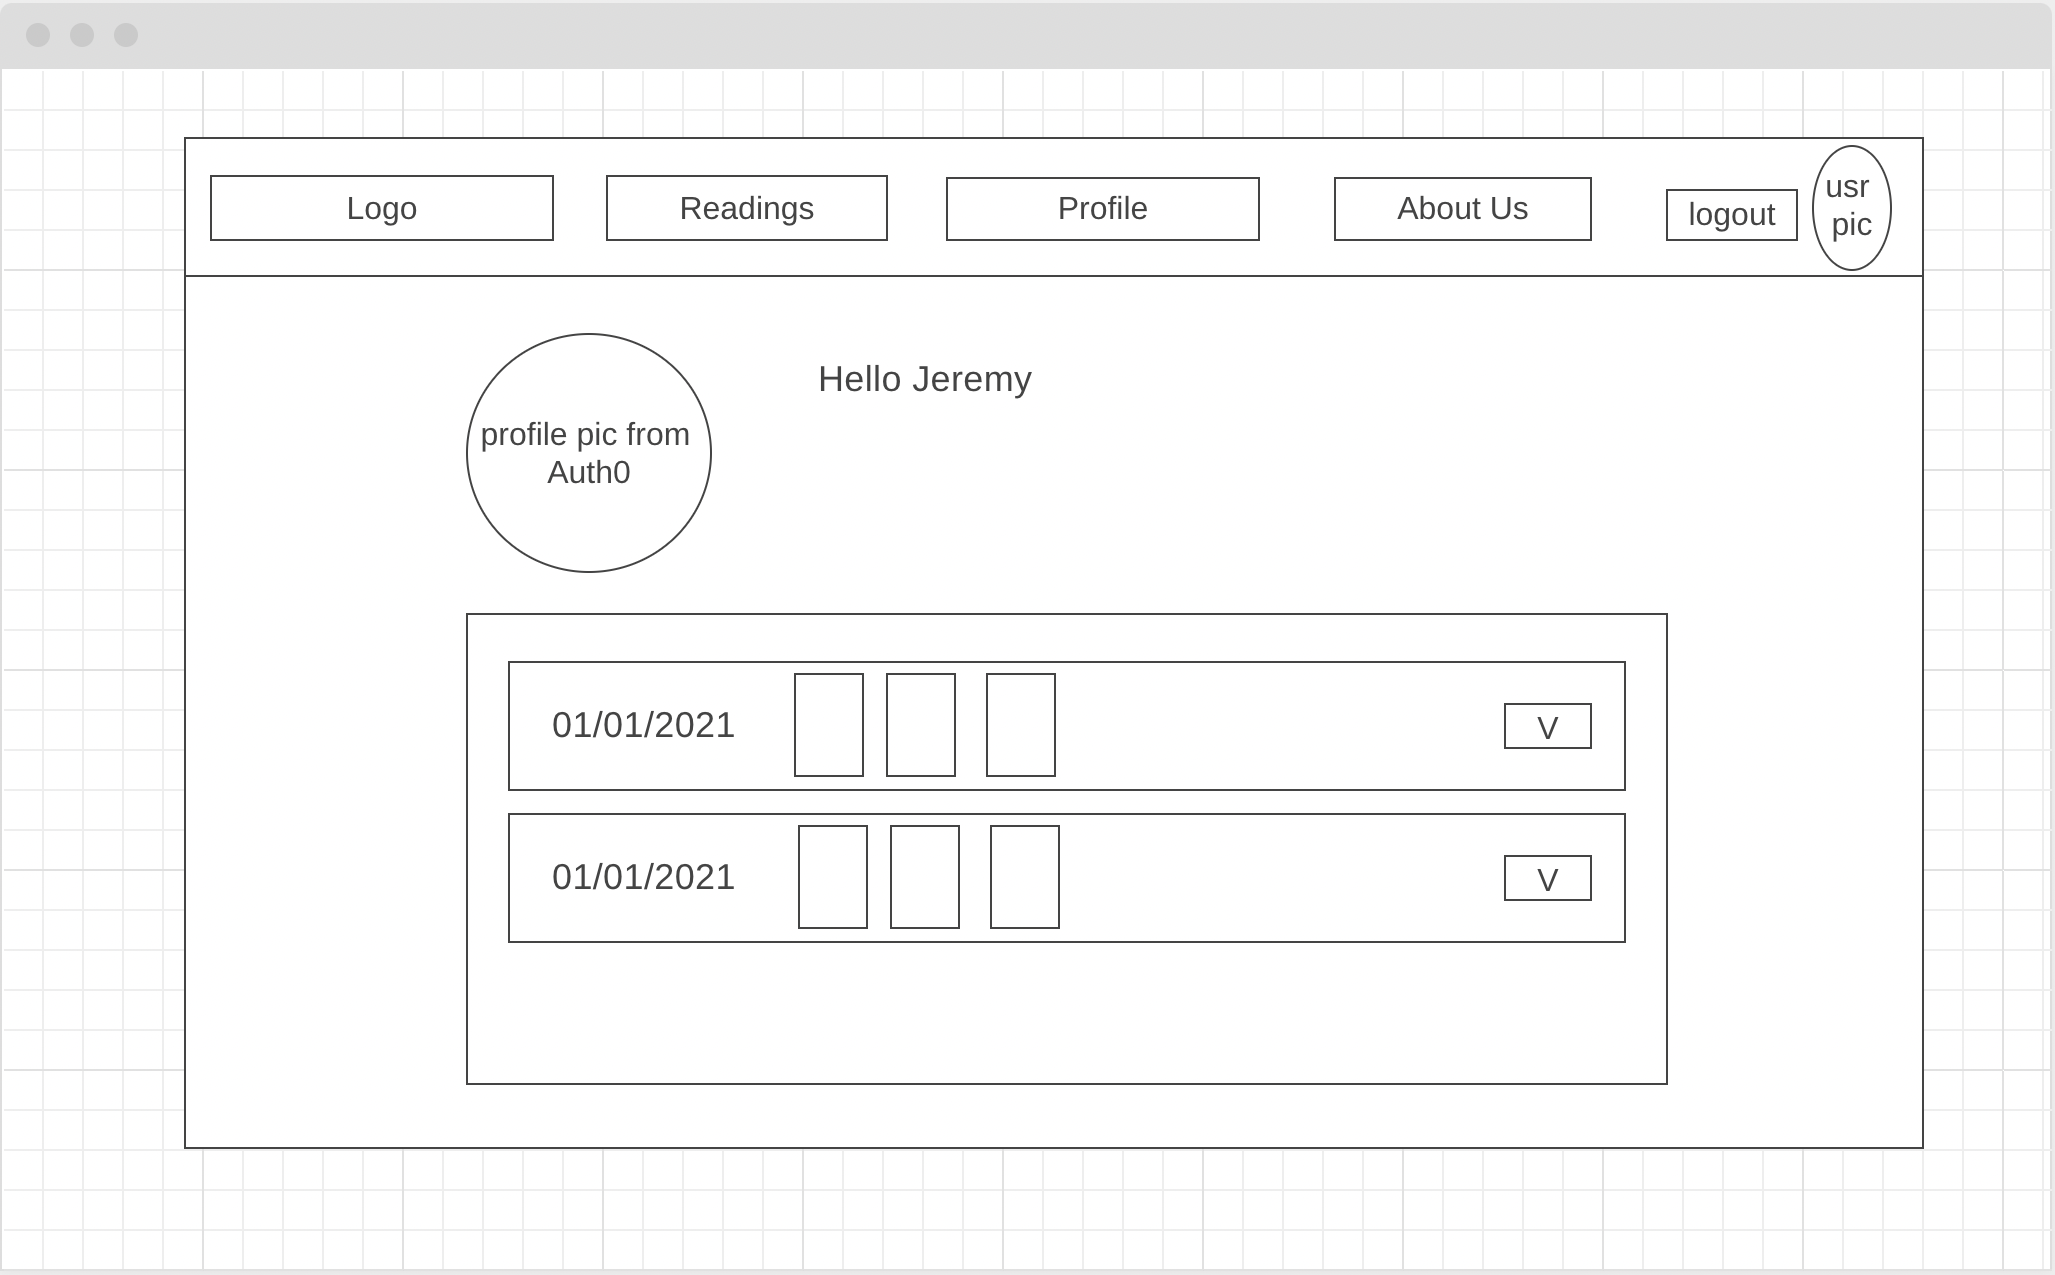 Logo
Readings
Profile
About Us
logout
usr
pic
Hello Jeremy
profile pic from
Auth0
01/01/2021
V
01/01/2021
V